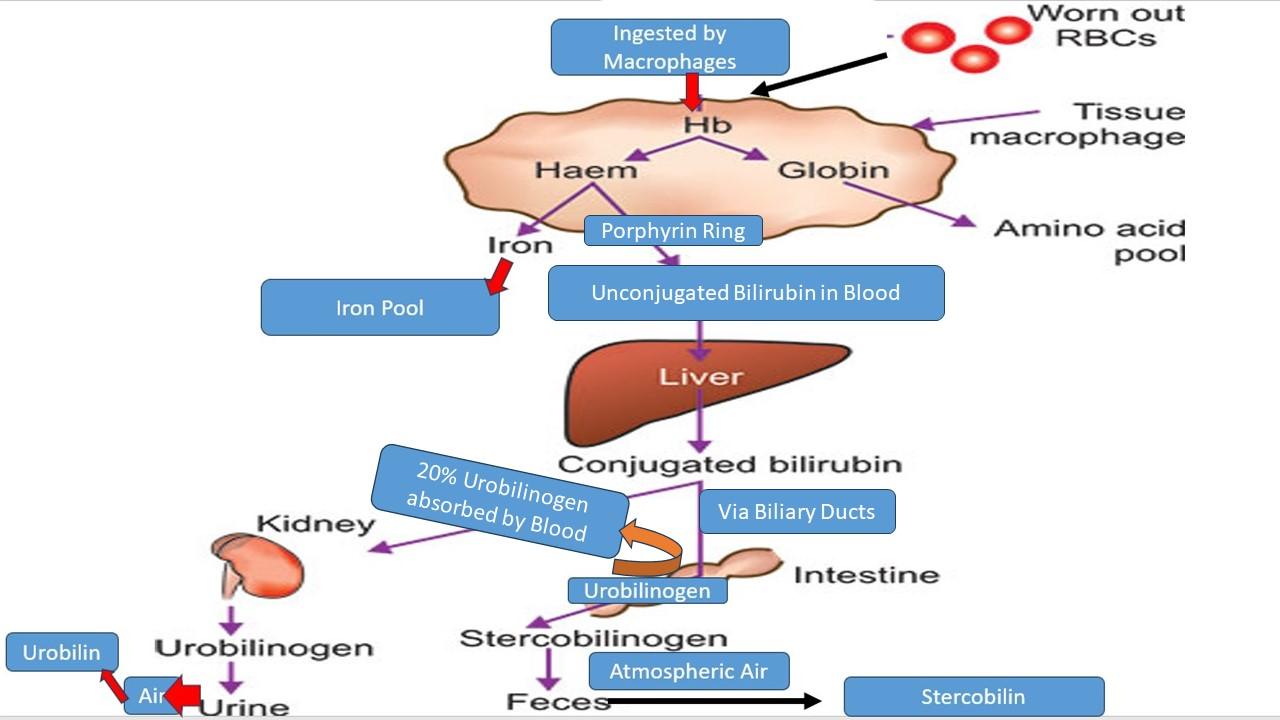 Ingested by
Macrophages
Worn out
RBCs
Hb
Tissue
macrophage
Haem
Globin
Porphyrin Ring
Iron
Amino acid
pool
Iron Pool
Unconjugated Bilirubin in Blood
Liver
Conjugated bilirubin
20% Urobilinogen
absorbed by Blood
Via Biliary Ducts
Kidney
Intestine
Urobilinogen
Stercobilinogen
Urobilinogen
Urobilin
Atmospheric Air
Air
Urine
Feces
Stercobilin